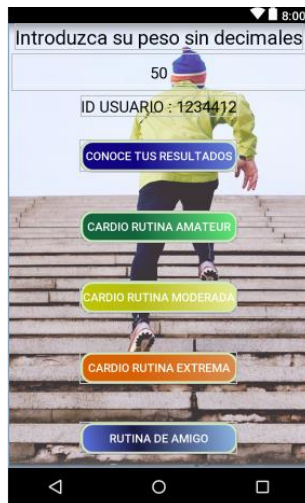 8:00
Introduzca su peso sin decimales
50
ID USUARIO : 1234412
CONOCE TUS RESULTADOS
CARDIO RUTINA AMATEUR
CARDIO RUTINA MODERADA
CARDIO RUTINA EXTREMA
RUTINA DE AMIGO